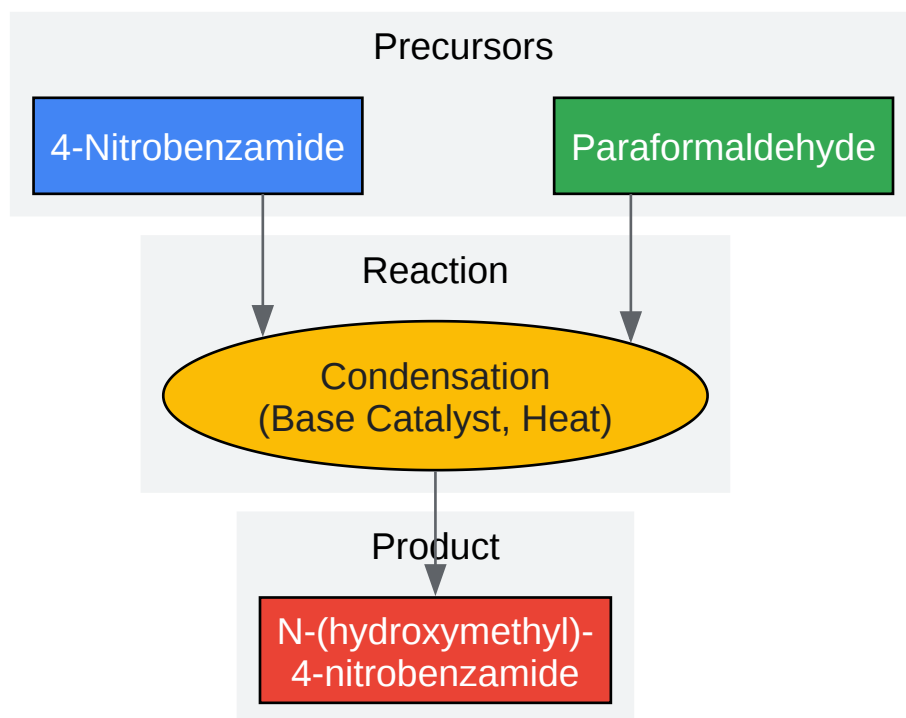 Precursors
4-Nitrobenzamide
Paraformaldehyde
Reaction
Condensation
(Base Catalyst, Heat)
Product
N-(hydroxymethyl)-
4-nitrobenzamide